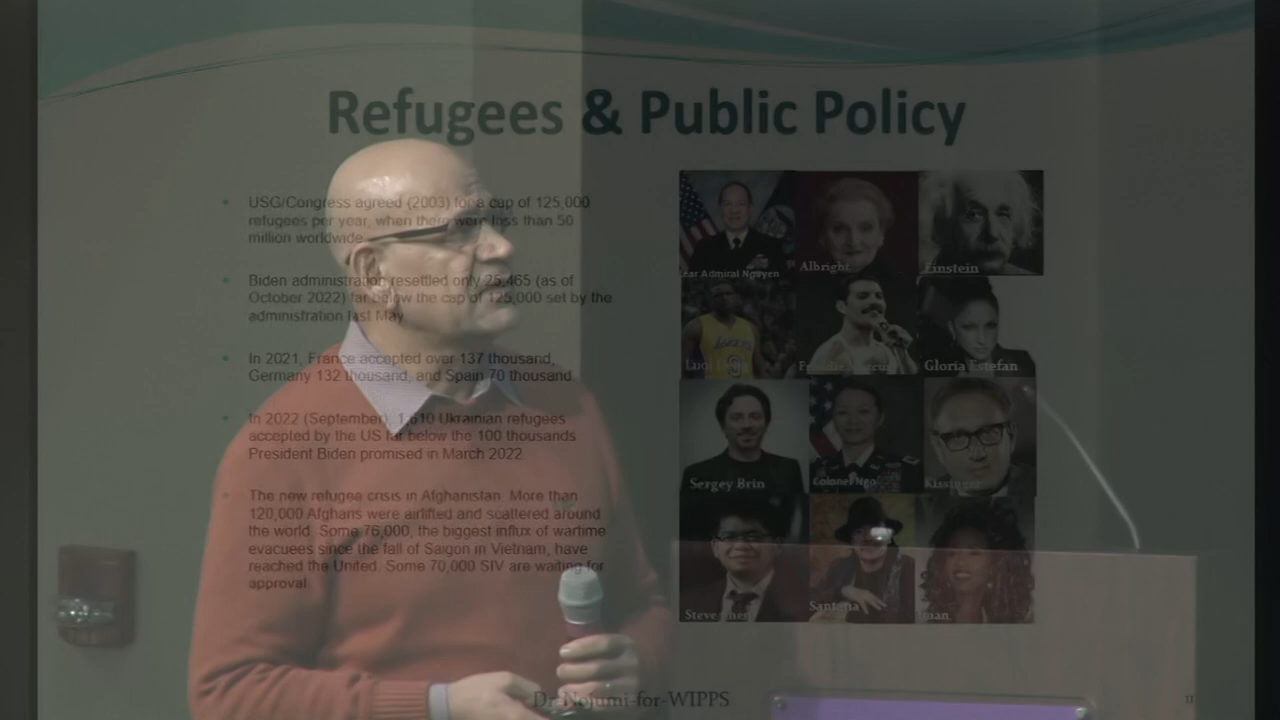 Refugees & Public Policy
USG/Congress agreed (2003) for a cap of 125,000
refugees per year, when there were less than 50
million worldwide
Biden administration resettled only 25,465 (as of
October 2022) far below the cap of 125,000 set by the
administration last May
In 2021, France accepted over 137 thousand,
Germany 132 thousand, and Spain 70 thousand
In 2022 (September), 1,610 Ukrainian refugees
accepted by the US far below the 100 thousands
President Biden promised in March 2022
The new refugee crisis in Afghanistan. More than
120,000 Afghans were airlifted and scattered around
the world. Some 76,000, the biggest influx of wartime
evacuees since the fall of Saigon in Vietnam, have
reached the United. Some 70,000 SIV are waiting for
approval
ear Admiral Nguyen
Albright
Einstein
Gloria Estefan
Sergey Brin
Colonel Ngo
Steve
Santana
man
Dr-Nojumi-for-WIPPS